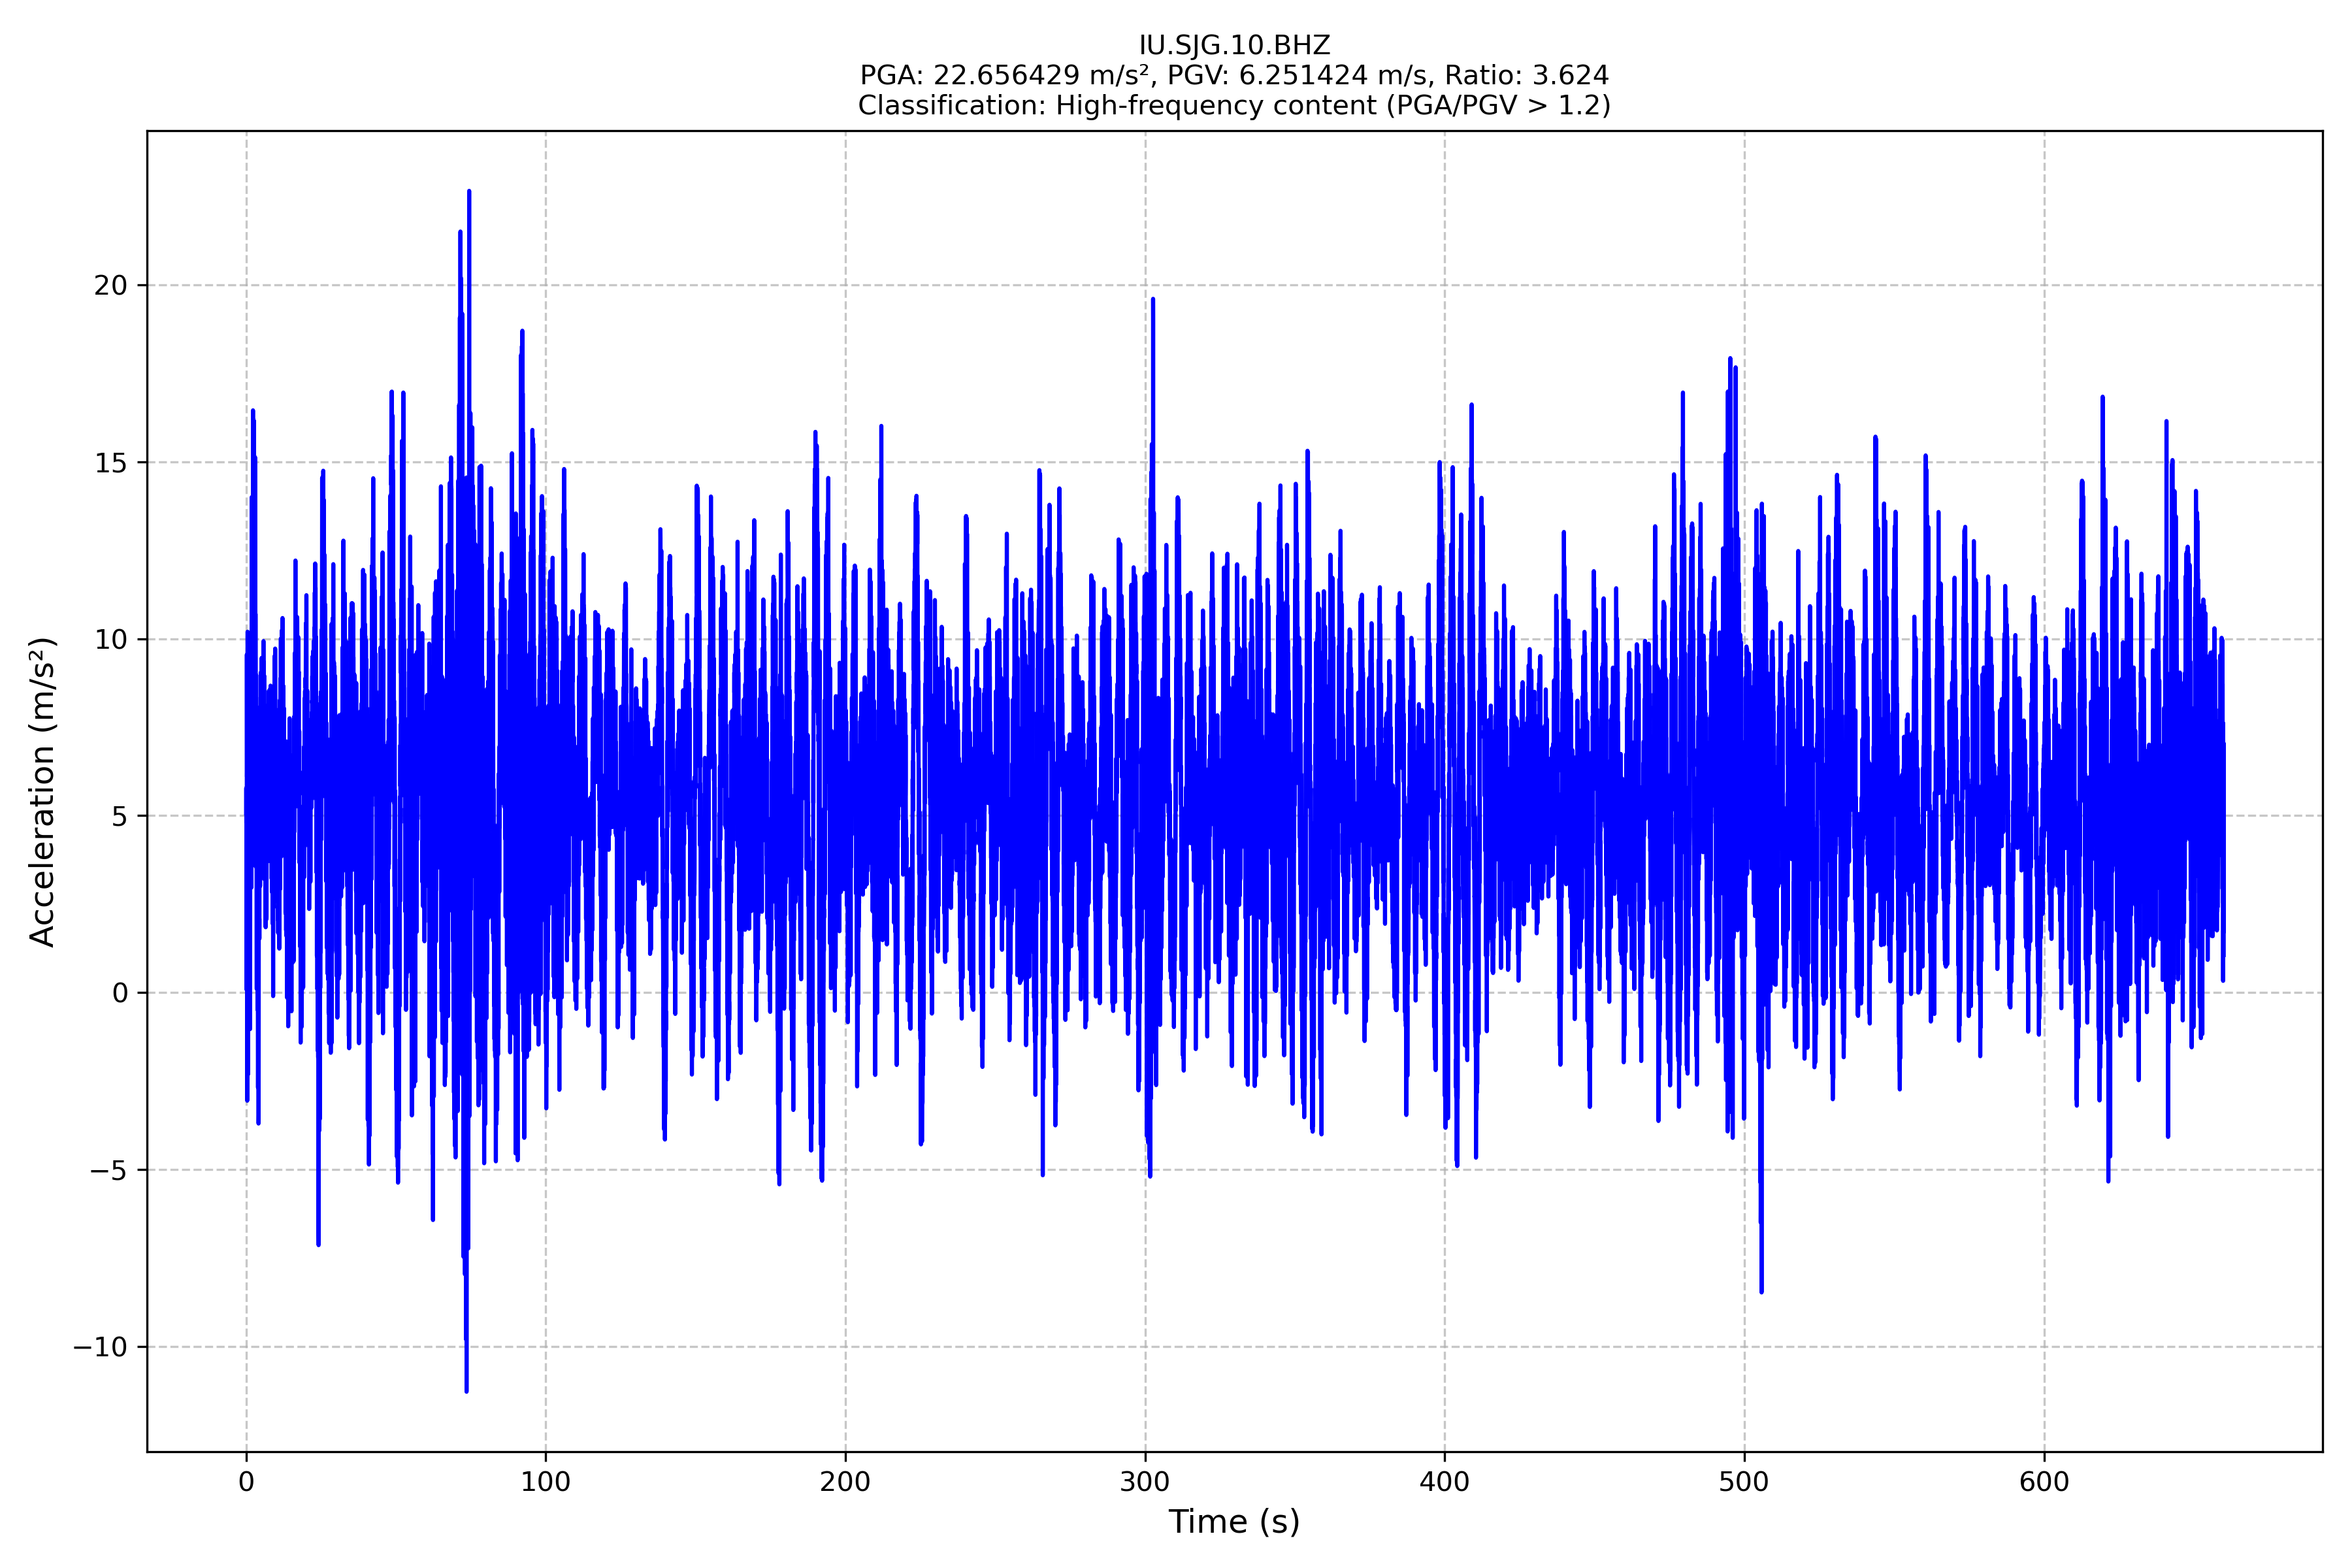 IU.SJG.10.BHZ
PGA: 22.656429 m/s², PGV: 6.251424 m/s, Ratio: 3.624
Classification: High-frequency content (PGA/PGV > 1.2)
Acceleration (m/s²)
20
15
10
5
0
−5
−10
0 100 200 300 400 500 600
Time (s)